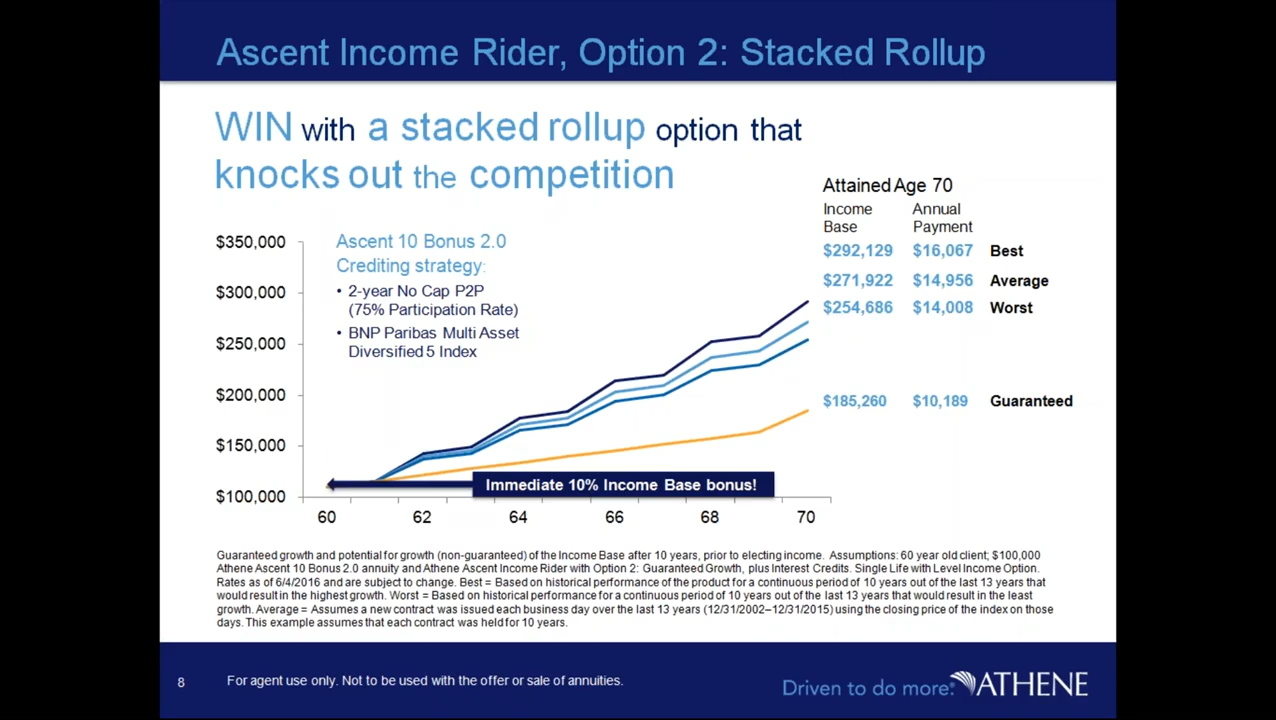 Ascent Income Rider, Option 2: Stacked Rollup
WIN with a stacked rollup option that
knocks out the competition
Attained Age 70
Income Base
Annual Payment
$292,129 $16,067 Best
$271,922 $14,956 Average
$254,686 $14,008 Worst
$185,260 $10,189 Guaranteed
Ascent 10 Bonus 2.0
Crediting strategy:
• 2-year No Cap P2P
(75% Participation Rate)
• BNP Paribas Multi Asset
Diversified 5 Index
$350,000
$300,000
$250,000
$200,000
$150,000
$100,000
Immediate 10% Income Base bonus!
60 62 64 66 68 70
Guaranteed growth and potential for growth (non-guaranteed) of the Income Base after 10 years, prior to electing income. Assumptions: 60 year old client; $100,000
Athene Ascent 10 Bonus 2.0 annuity and Athene Ascent Income Rider with Option 2: Guaranteed Growth, plus Interest Credits. Single Life with Level Income Option.
Rates as of 6/4/2016 and are subject to change. Best = Based on historical performance of the product for a continuous period of 10 years out of the last 13 years that
would result in the highest growth. Worst = Based on historical performance for a continuous period of 10 years out of the last 13 years that would result in the least
growth. Average = Assumes a new contract was issued each business day over the last 13 years (12/31/2002–12/31/2015) using the closing price of the index on those
days. This example assumes that each contract was held for 10 years.
8
For agent use only. Not to be used with the offer or sale of annuities.
Driven to do more.
ATHENE